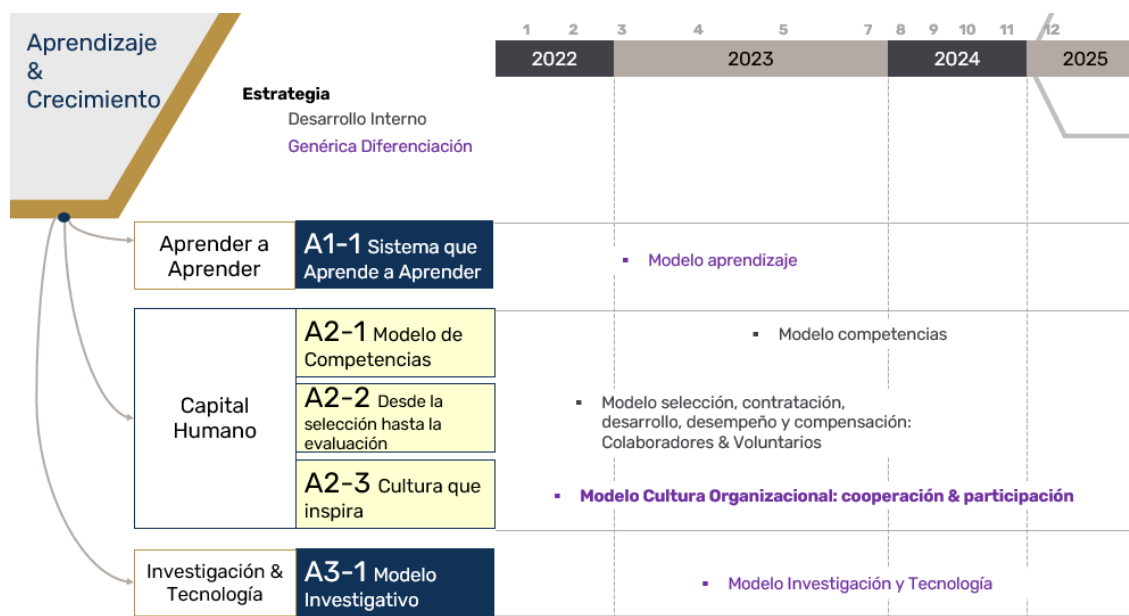 Aprendizaje
&
Crecimiento
1 2 3 4 5 7 8 9 10 11 12
2022 2023 2024 2025
Estrategia
Desarrollo Interno
Genérica Diferenciación
Aprender a
Aprender
A1-1 Sistema que
Aprende a Aprender
▪ Modelo aprendizaje
Capital
Humano
A2-1 Modelo de
Competencias
▪ Modelo competencias
A2-2 Desde la
selección hasta la
evaluación
▪ Modelo selección, contratación,
desarrollo, desempeño y compensación:
Colaboradores & Voluntarios
A2-3 Cultura que
inspira
▪ Modelo Cultura Organizacional: cooperación & participación
Investigación &
Tecnología
A3-1 Modelo
Investigativo
▪ Modelo Investigación y Tecnología